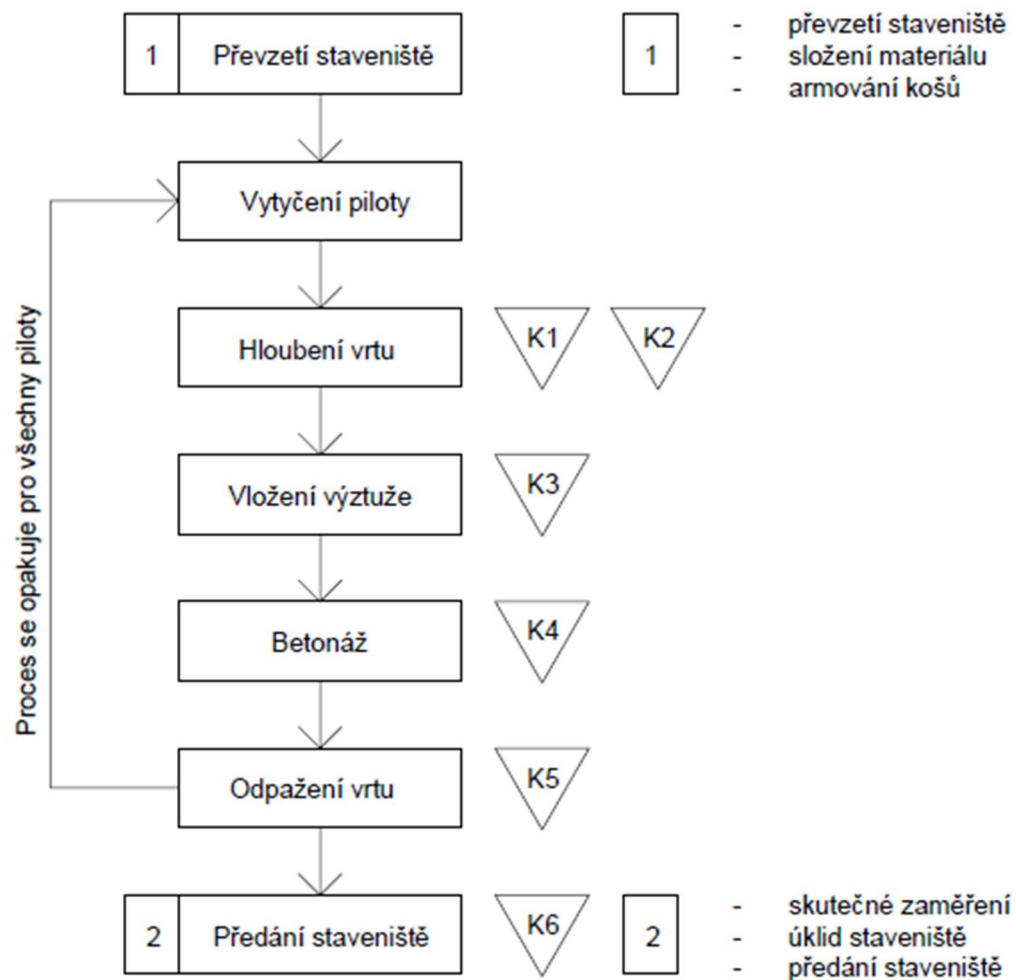 1 Převzetí staveniště
1
- převzetí staveniště
- složení materiálu
- armování košů
Vytyčení piloty
Hloubení vrtu
K1
K2
Vložení výztuže
K3
Betonáž
K4
Odpažení vrtu
K5
Proces se opakuje pro všechny piloty
2 Předání staveniště
K6
2
- skutečné zaměření
- úklid staveniště
- předání staveniště